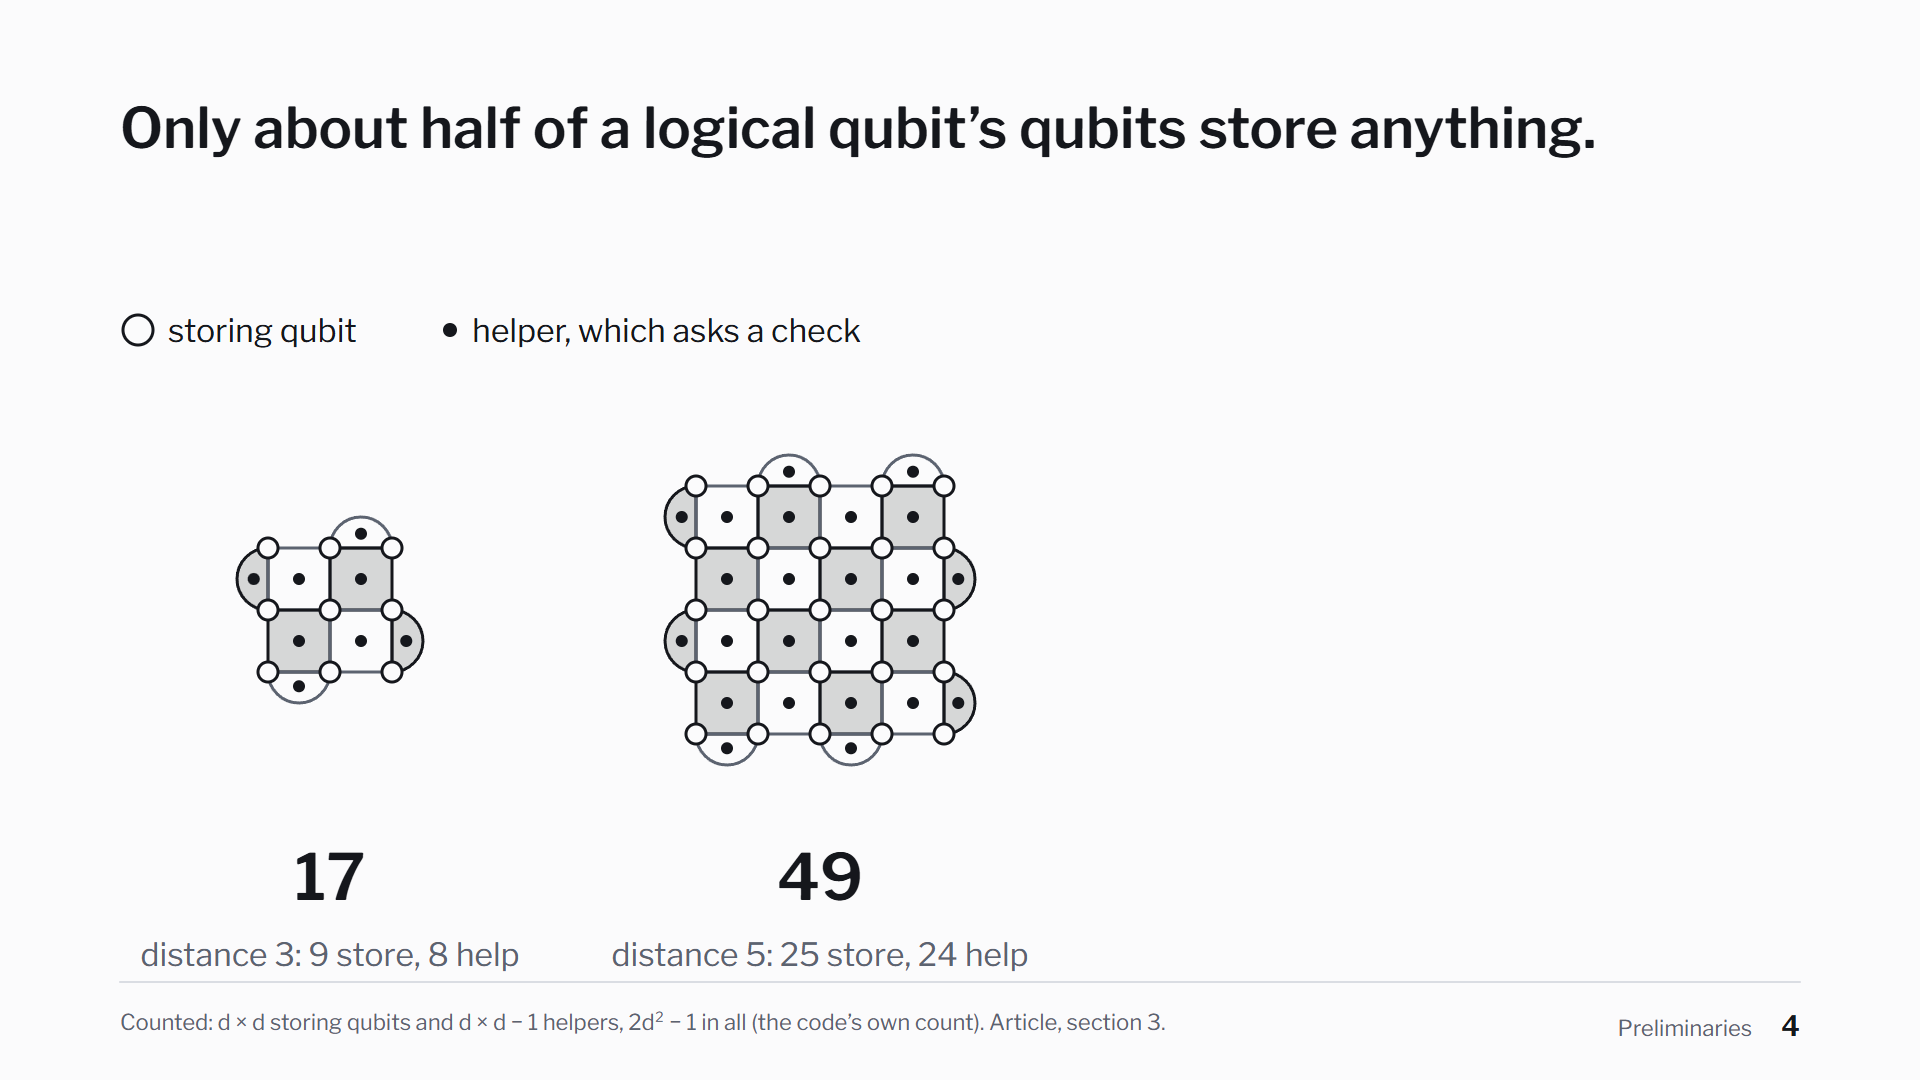 Only about half of a logical qubit’s qubits store anything.
storing qubit
helper, which asks a check
17
49
distance 3: 9 store, 8 help
distance 5: 25 store, 24 help
Counted: d × d storing qubits and d × d − 1 helpers, 2d² − 1 in all (the code’s own count). Article, section 3.
Preliminaries 4